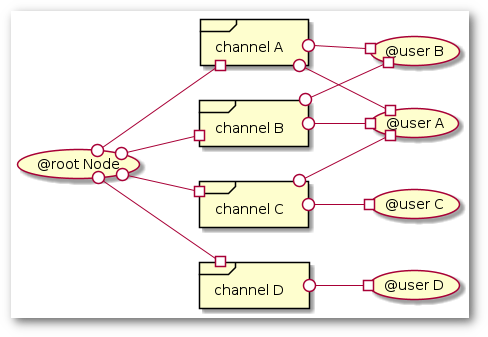 channel A
@user B
channel B
@user A
@root Node
channel C
@user C
channel D
@user D